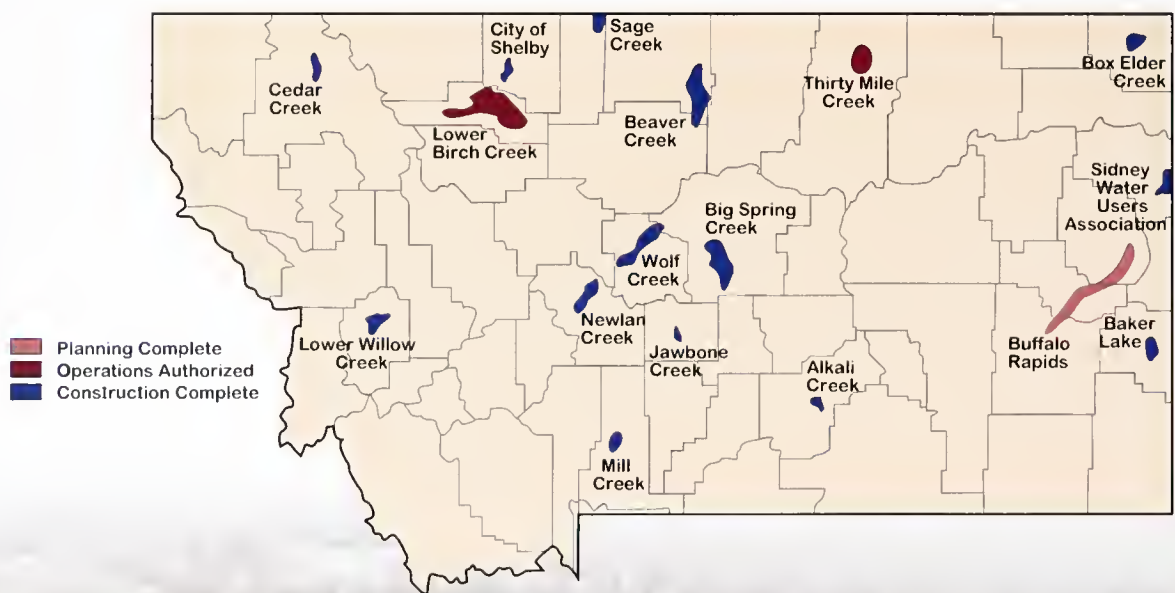 Sage
Creek
City of
Shelby
Cedar
Creek
Lower
Birch Creek
Beaver
Creek
Thirty Mile
Creek
Box Elder
Creek
Sidney
Water
Users
Association
Big Spring
Creek
Wolf
Creek
Newlan
Creek
Lower Willow
Creek
Jawbone
Creek
Alkali
Creek
Buffalo
Rapids
Baker
Lake
Mill
Creek
Planning Complete
Operations Authorized
Construction Complete